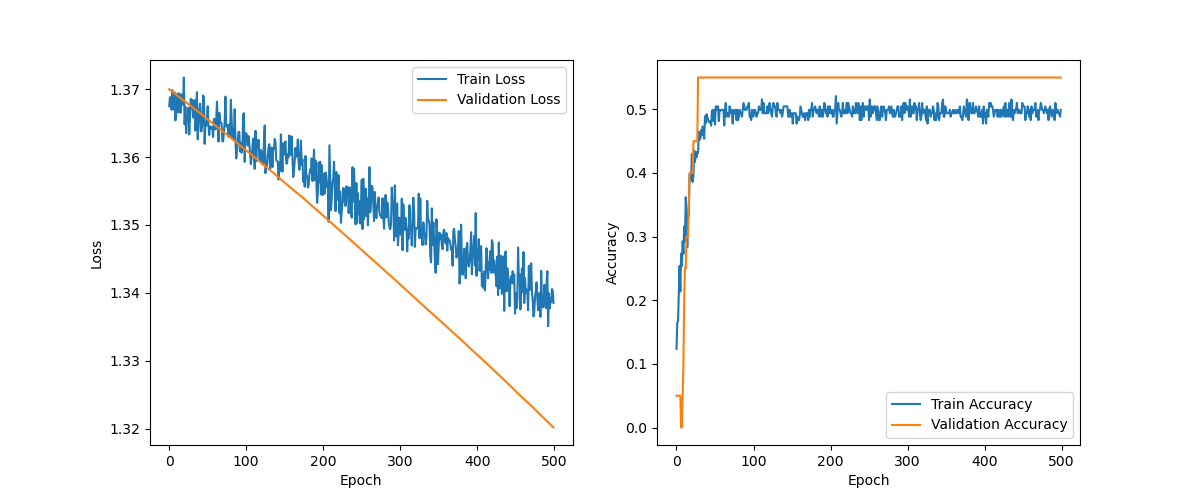 Train Loss
Validation Loss
1.37
1.36
1.35
1.34
1.33
1.32
Loss
0 100 200 300 400 500
Epoch
0.5
0.4
0.3
0.2
0.1
0.0
Accuracy
Train Accuracy
Validation Accuracy
0 100 200 300 400 500
Epoch